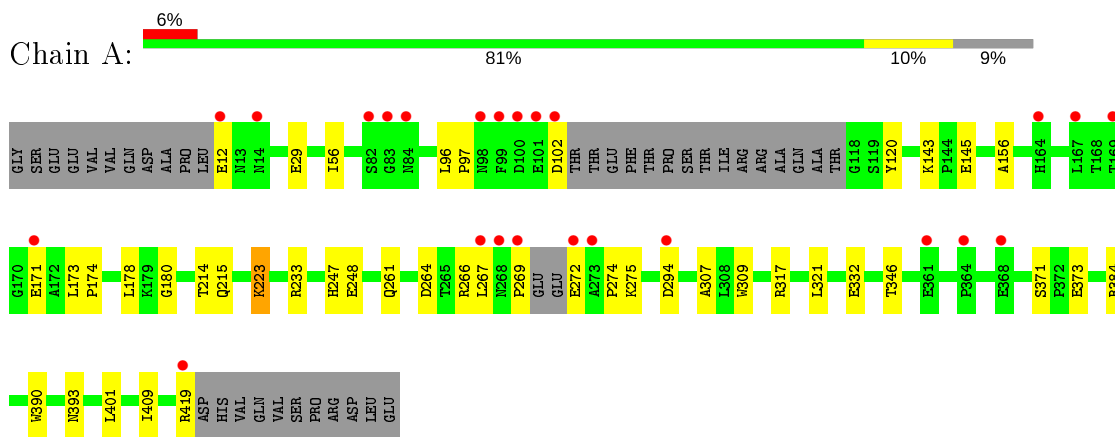 6%
Chain A:
81%
10%
9%
GLY SER GLU GLU VAL VAL GLN ASP ALA PRO LEU E12 N13 N14 E29 I56 S82 G83 N84 L96 P97 N98 F99 D100 E101 D102 THR THR GLU PHE THR PRO SER THR ILE ARG ARG ALA GLN ALA THR G118 S119 Y120 K143 P144 E145 A156 H164 L167 T168
G170 E171 A172 L173 P174 L178 K179 G180 T214 Q215 K223 R233 H247 E248 Q261 D264 T265 R266 L267 N268 P269 GLU GLU E272 A273 P274 K275 D294 A307 L308 W309 R317 L321 E332 T346 E361 P364 E368 S371 P372 E373
W390 N393 L401 I409 R419 ASP HIS VAL GLN VAL SER PRO ARG ASP LEU GLU